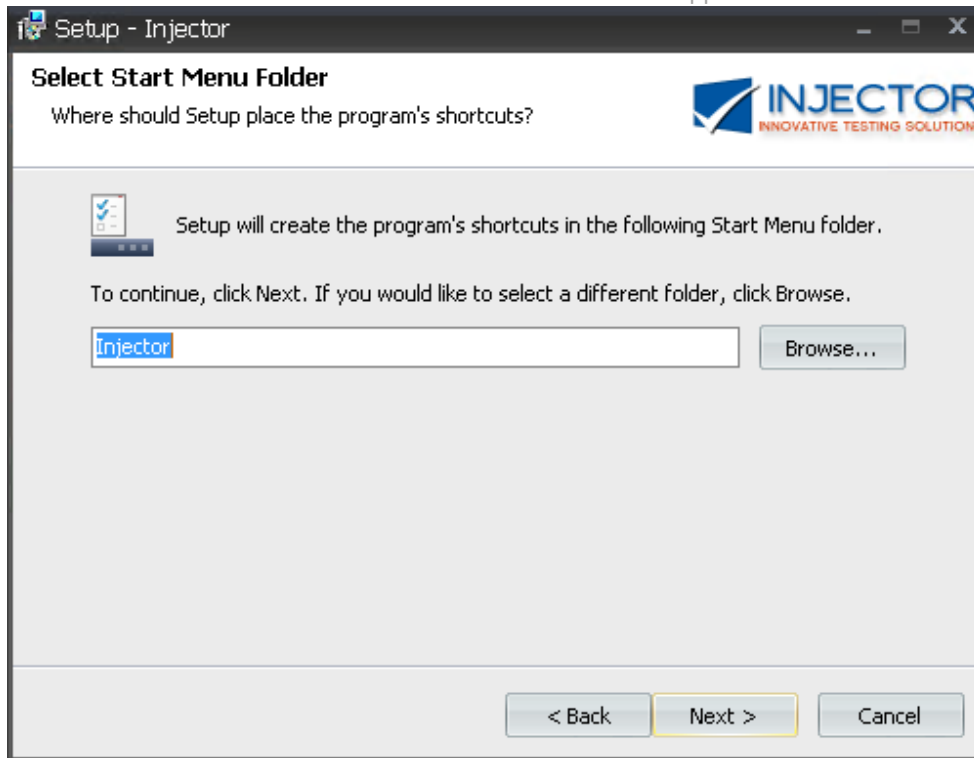 Setup - Injector
Select Start Menu Folder
Where should Setup place the program's shortcuts?
INJECTOR
INNOVATIVE TESTING SOLUTION
Setup will create the program's shortcuts in the following Start Menu folder.
To continue, click Next. If you would like to select a different folder, click Browse.
Injector
Browse...
< Back
Next >
Cancel